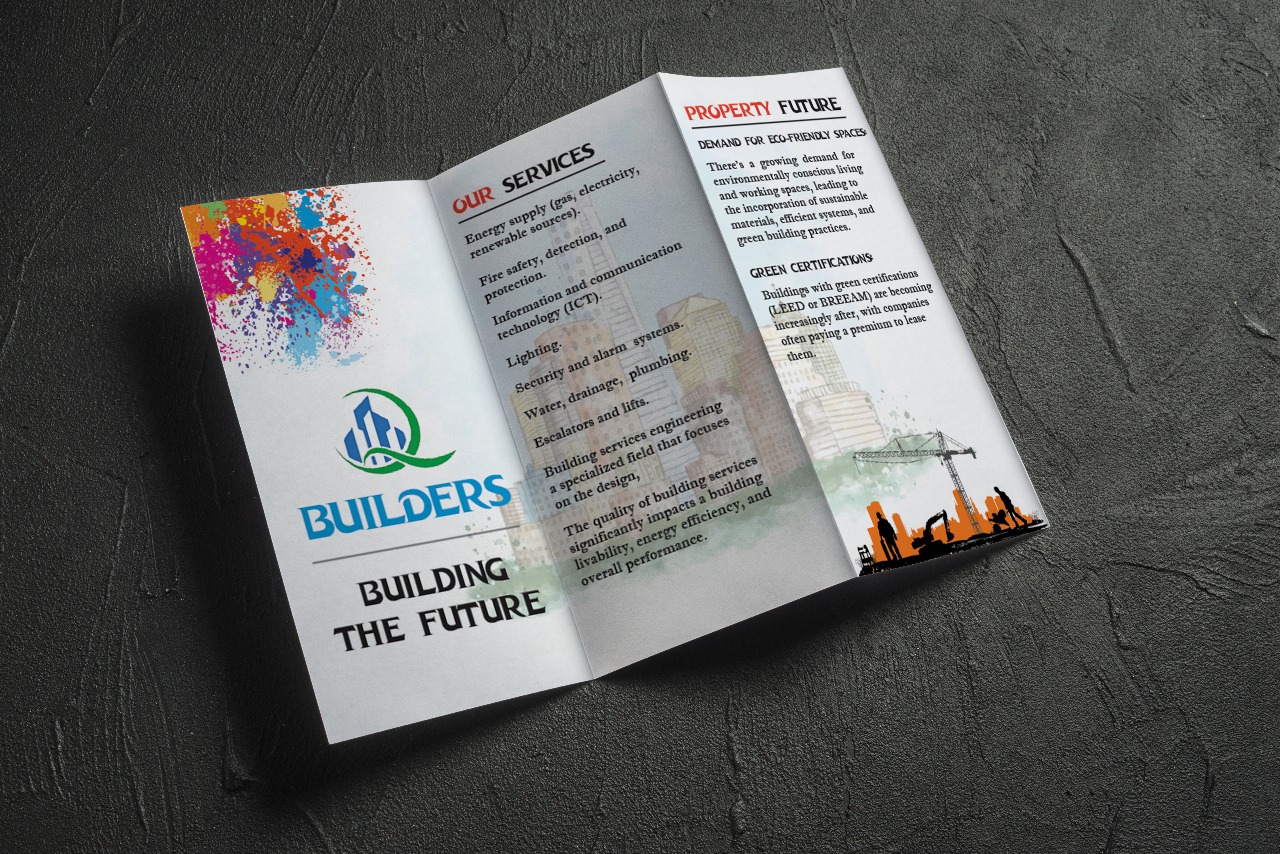 BUILDERS
BUILDING
THE FUTURE
OUR SERVICES
Energy supply (gas, electricity,
renewable sources).
Fire safety, detection, and
protection.
Information and communication
technology (ICT).
Lighting.
Security and alarm systems.
Water, drainage, plumbing.
Escalators and lifts.
Building services engineering
a specialized field that focuses
on the design,
The quality of building services
significantly impacts a building
livability, energy efficiency, and
overall performance.
PROPERTY FUTURE
DEMAND FOR ECO-FRIENDLY SPACES:
There's a growing demand for
environmentally conscious living
and working spaces, leading to
the incorporation of sustainable
materials, efficient systems, and
green building practices.
GREEN CERTIFICATIONS:
Buildings with green certifications
(LEED or BREEAM) are becoming
increasingly after, with companies
often paying a premium to lease
them.